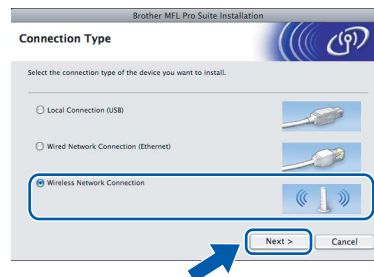 Brother MFL Pro Suite Installation
Connection Type
Select the connection type of the device you want to install.
Local Connection (USB)
Wired Network Connection (Ethernet)
Wireless Network Connection
Next >
Cancel